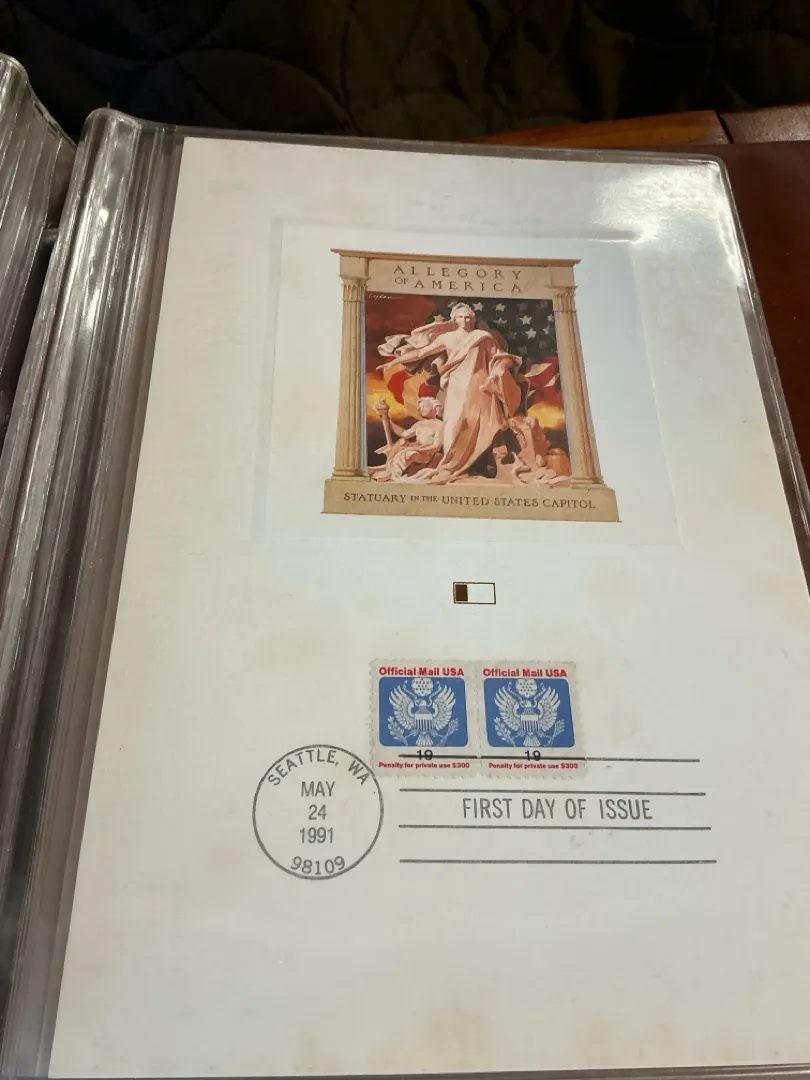 ALLEGORY
OF AMERICA
STATUARY IN THE UNITED STATES CAPITOL
Official Mail USA
19
Penalty for private use $300
Official Mail USA
19
Penalty for private use $300
SEATTLE, WA
MAY
24
1991
98109
FIRST DAY OF ISSUE